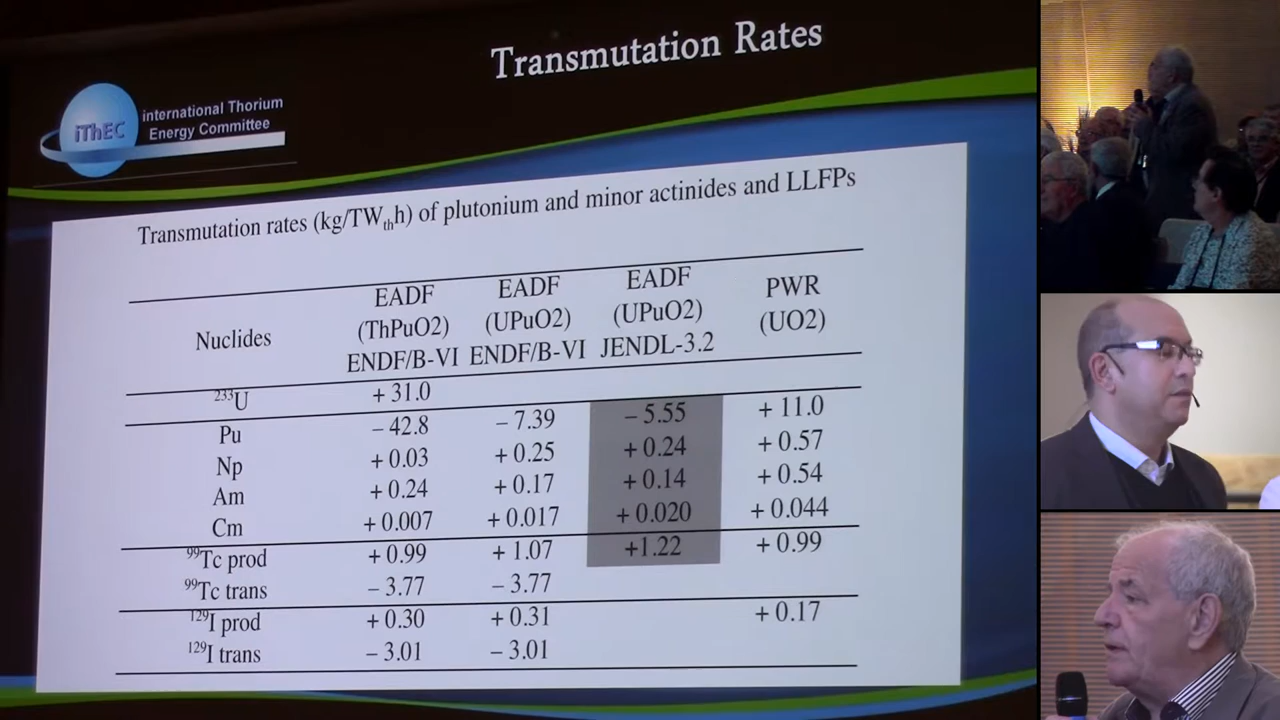 Transmutation Rates
iThEC
international Thorium
Energy Committee
Transmutation rates (kg/TWthh) of plutonium and minor actinides and LLFPs
Nuclides EADF (ThPuO2) ENDF/B-VI EADF (UPuO2) ENDF/B-VI EADF (UPuO2) JENDL-3.2 PWR (UO2)
233U + 31.0
Pu – 42.8 – 7.39 – 5.55 + 11.0
Np + 0.03 + 0.25 + 0.24 + 0.57
Am + 0.24 + 0.17 + 0.14 + 0.54
Cm + 0.007 + 0.017 + 0.020 + 0.044
99Tc prod + 0.99 + 1.07 +1.22 + 0.99
99Tc trans – 3.77 – 3.77
129I prod + 0.30 + 0.31 + 0.17
129I trans – 3.01 – 3.01